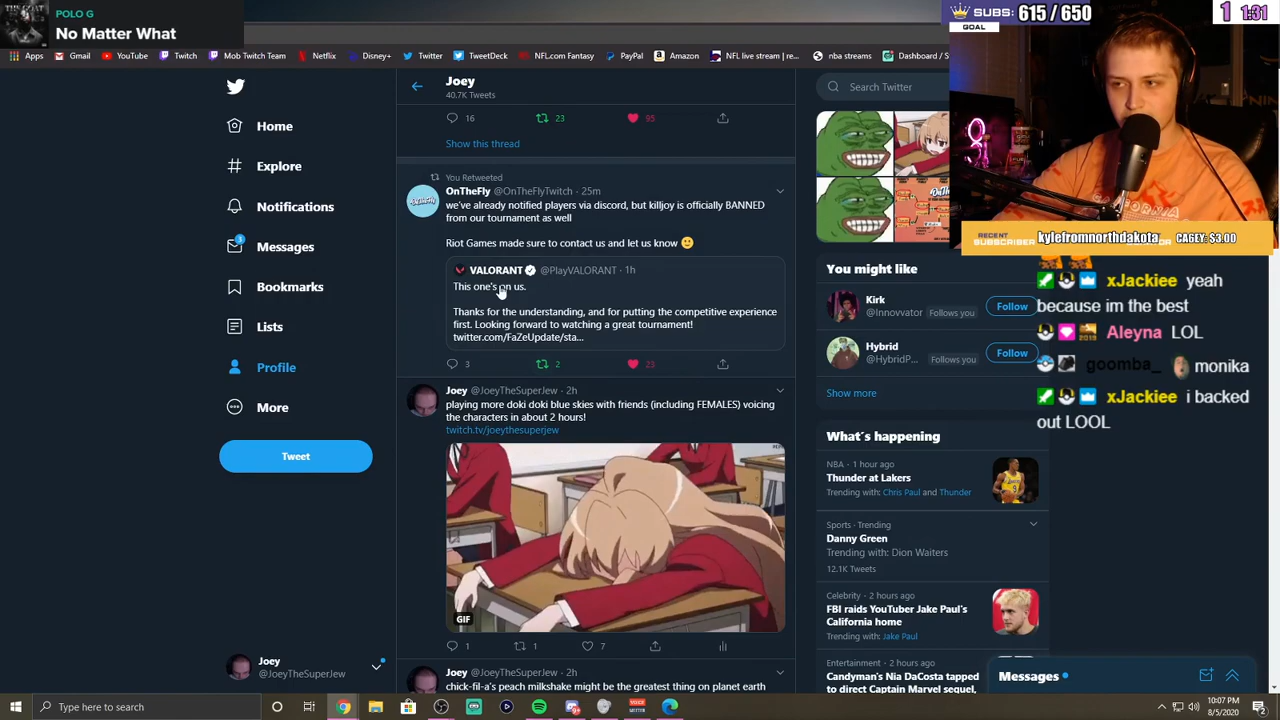 POLO G
No Matter What
SUBS: 615/650
GOAL
1 1:31
Apps Gmail YouTube Twitch Mob Twitch Team Netflix Disney+ Twitter TweetDeck NFL.com Fantasy PayPal Amazon NFL live stream | re... nba streams Dashboard / S
Joey
40.7K Tweets
Search Twitter
16 23 95
Show this thread
Home
Explore
Notifications
3
Messages
Bookmarks
Lists
Profile
More
Tweet
You Retweeted
OnTheFly @OnTheFlyTwitch · 25m
we've already notified players via discord, but killjoy is officially BANNED
from our tournament as well
Riot Games made sure to contact us and let us know
VALORANT @PlayVALORANT · 1h
This one's on us.
Thanks for the understanding, and for putting the competitive experience
first. Looking forward to watching a great tournament!
twitter.com/FaZeUpdate/sta...
3 2 23
Joey @JoeyTheSuperJew · 2h
playing more doki doki blue skies with friends (including FEMALES) voicing
the characters in about 2 hours!
twitch.tv/joeythesuperjew
GIF
1 1 7
Joey @JoeyTheSuperJew · 2h
chick-fil-a's peach milkshake might be the greatest thing on planet earth
You might like
Kirk
@Innovvator Follows you
Follow
Hybrid
@HybridP... Follows you
Follow
Show more
What's happening
NBA · 1 hour ago
Thunder at Lakers
Trending with: Chris Paul and Thunder
Sports · Trending
Danny Green
Trending with: Dion Waiters
12.1K Tweets
Celebrity · 2 hours ago
FBI raids YouTuber Jake Paul's
California home
Trending with: Jake Paul
Entertainment · 2 hours ago
Candyman's Nia DaCosta tapped
to direct Captain Marvel sequel,
Messages
RECENT
SUBSCRIBER
kylefromnorthdakota
CA6EY: $3.00
xJackiee yeah
because im the best
Aleyna LOL
goomba_ monika
xJackiee i backed
out LOOL
Joey
@JoeyTheSuperJew
Type here to search
10:07 PM
8/5/2020
2